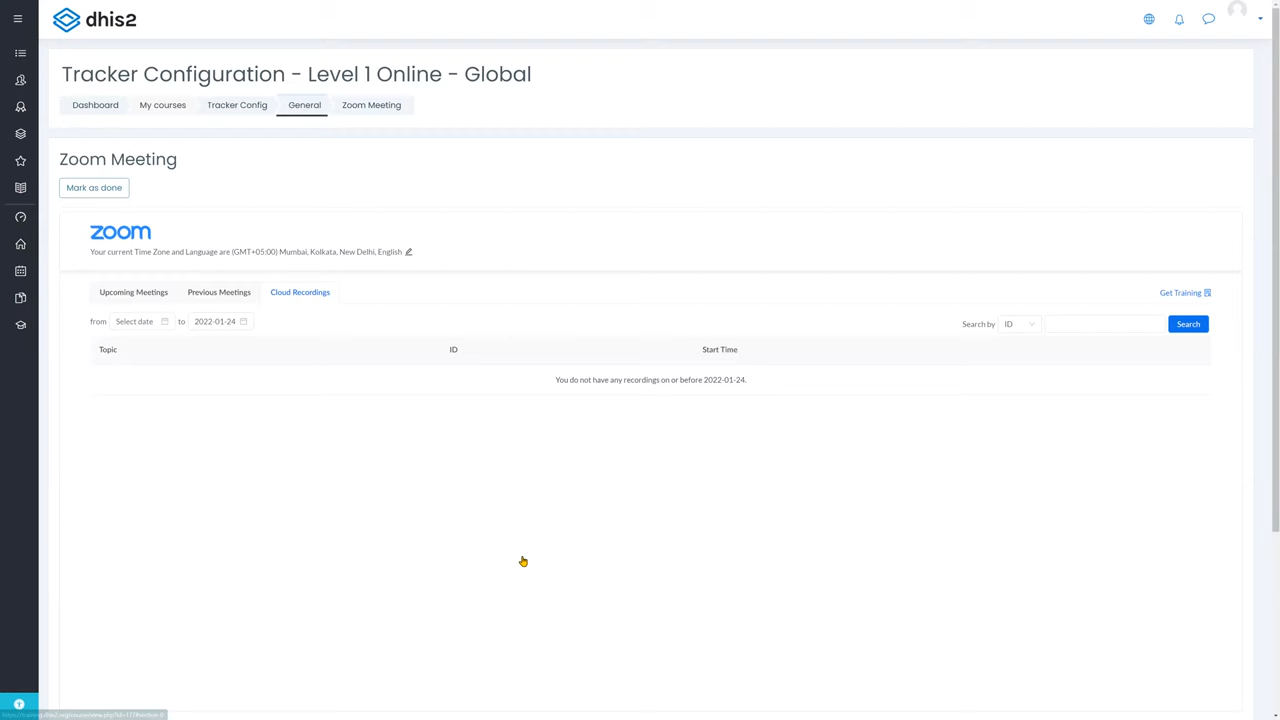 dhis2
Tracker Configuration - Level 1 Online - Global
Dashboard My courses Tracker Config General Zoom Meeting
Zoom Meeting
Mark as done
zoom
Your current Time Zone and Language are (GMT+05:00) Mumbai, Kolkata, New Delhi, English
Upcoming Meetings Previous Meetings Cloud Recordings Get Training
from Select date to 2022-01-24 Search by ID Search
Topic ID Start Time
You do not have any recordings on or before 2022-01-24.